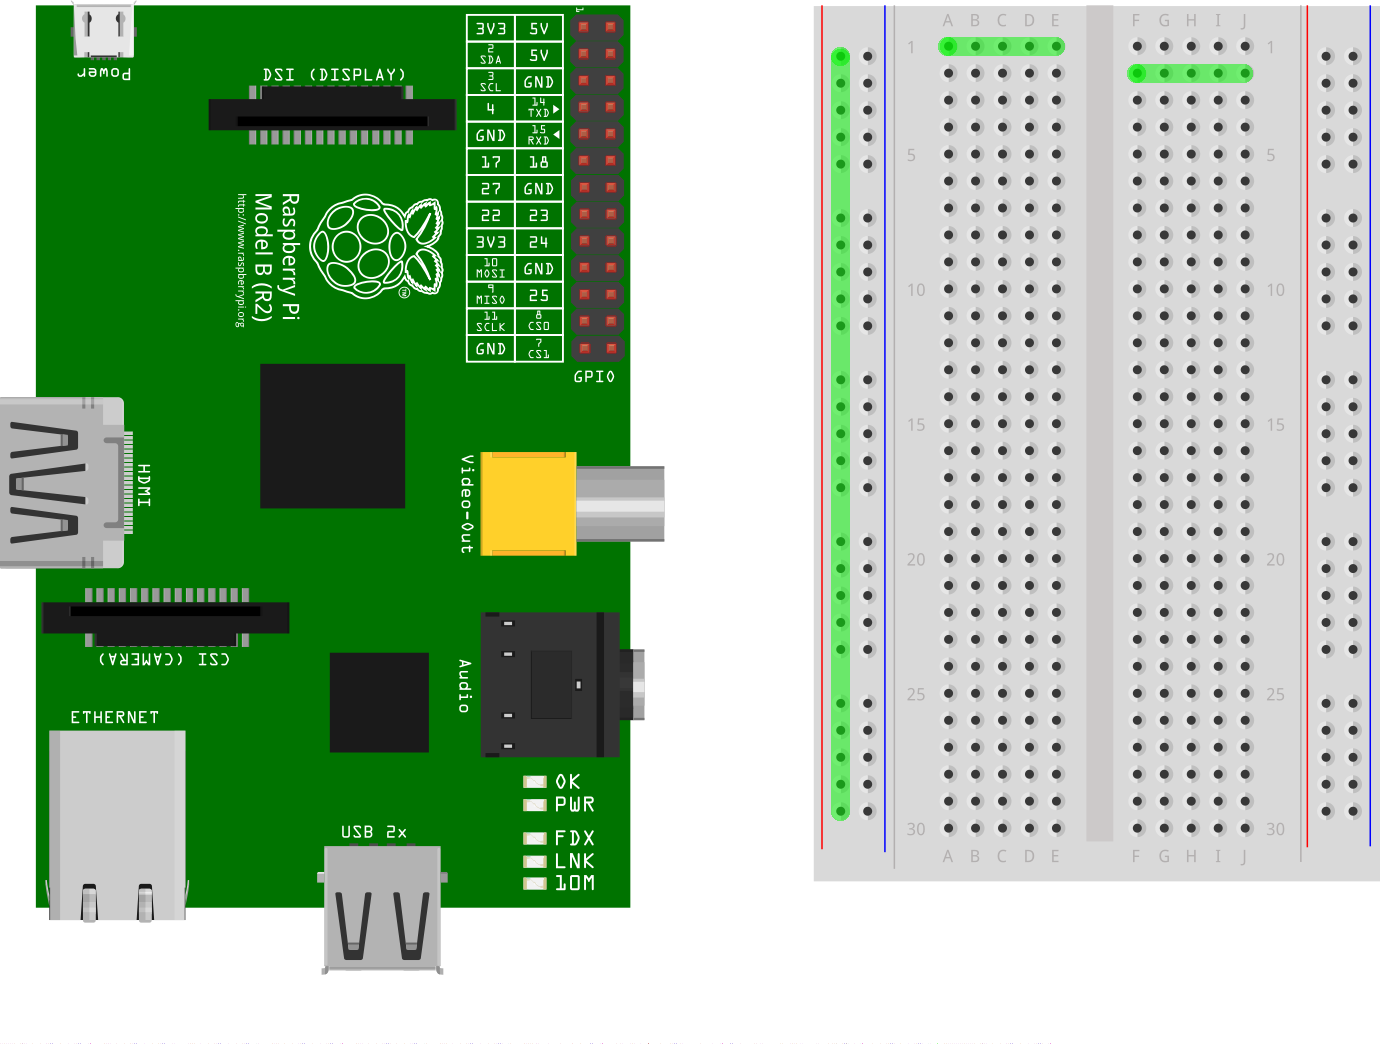 Power
DSI (DISPLAY)
1
3V3 5V
2 SDA 5V
3 SCL GND
4 14 TXD
GND 15 RXD
17 18
27 GND
22 23
3V3 24
10 MOSI GND
9 MISO 25
11 SCLK 8 CS0
GND 7 CS1
GPIO
Raspberry Pi
Model B (R2)
http://www.raspberrypi.org
TM
HDMI
Video-Out
CSI (CAMERA)
Audio
ETHERNET
OK
PWR
FDX
LNK
10M
USB 2x
A B C D E F G H I J
1 1
5 5
10 10
15 15
20 20
25 25
30 30
A B C D E F G H I J